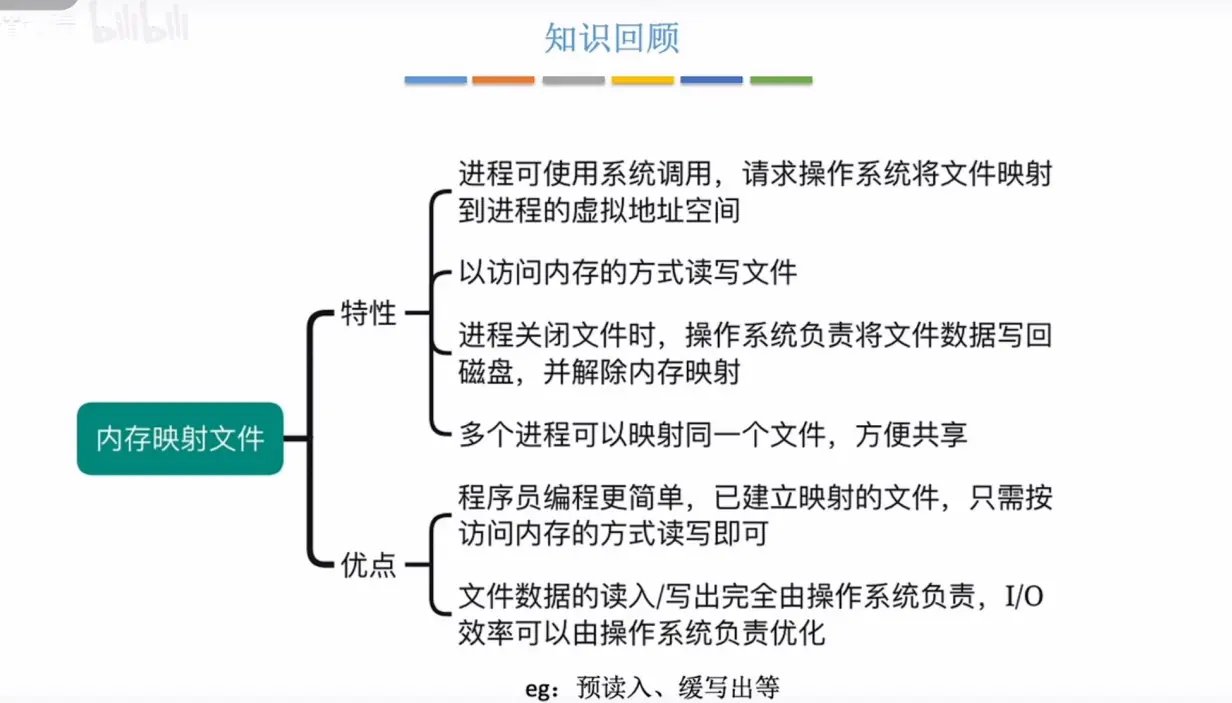 bilibili
知识回顾
进程可使用系统调用，请求操作系统将文件映射
到进程的虚拟地址空间
以访问内存的方式读写文件
特性
进程关闭文件时，操作系统负责将文件数据写回
磁盘，并解除内存映射
多个进程可以映射同一个文件，方便共享
内存映射文件
程序员编程更简单，已建立映射的文件，只需按
访问内存的方式读写即可
优点
文件数据的读入/写出完全由操作系统负责，I/O
效率可以由操作系统负责优化
eg：预读入、缓写出等